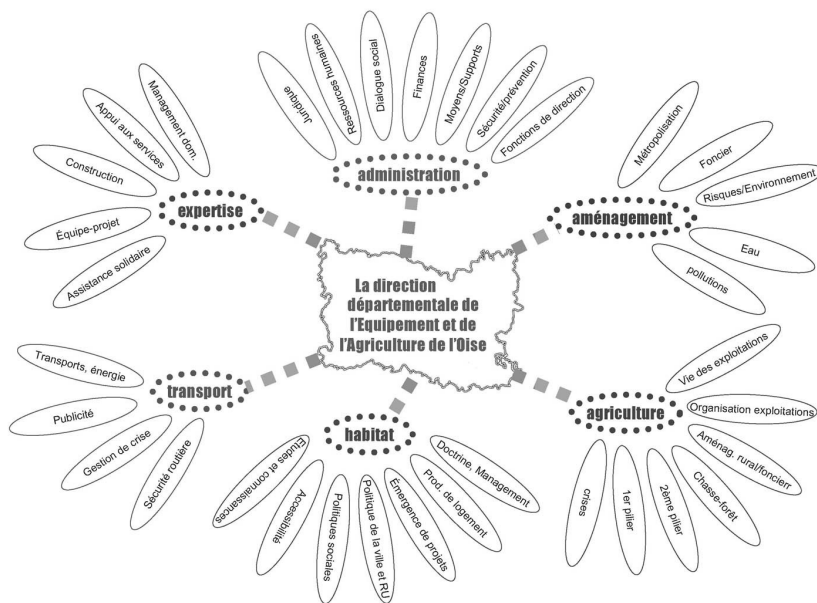 La direction
départementale de
l'Equipement et de
l'Agriculture de l'Oise
administration
Juridique
Ressources humaines
Dialogue social
Finances
Moyens/Supports
Sécurité/prévention
Fonctions de direction
aménagement
Métropolisation
Foncier
Risques/Environnement
Eau
pollutions
agriculture
Vie des exploitations
Organisation exploitations
Aménag. rural/foncierr
Chasse-forêt
2ème pilier
1er pilier
crises
habitat
Doctrine, Management
Prod. de logement
Émergence de projets
Politique de la ville et RU
Politiques sociales
Accessibilité
Etudes et connaissances
transport
Transports, énergie
Publicité
Gestion de crise
Sécurité routière
expertise
Management dom.
Appui aux services
Construction
Équipe-projet
Assistance solidaire